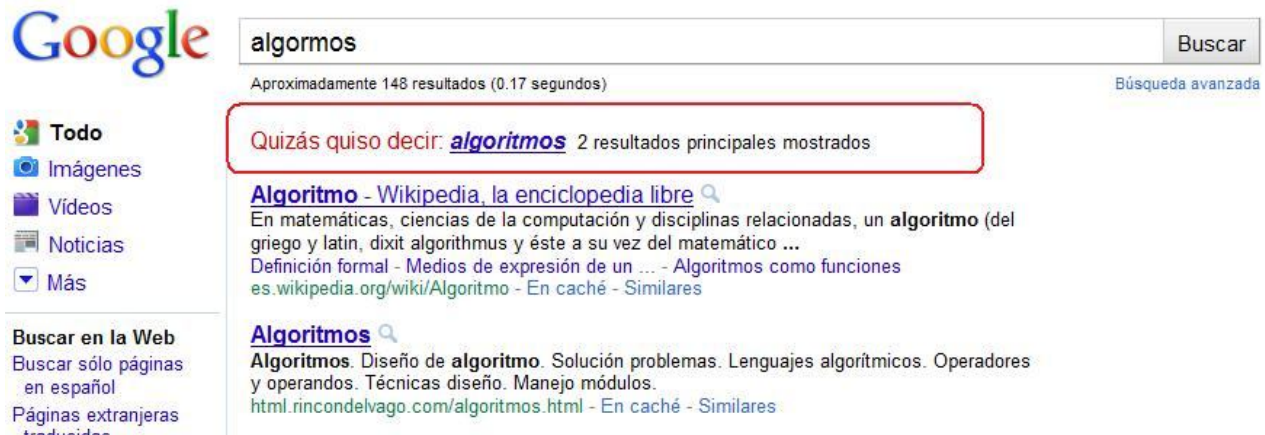 Google
algormos
Buscar
Aproximadamente 148 resultados (0.17 segundos)
Búsqueda avanzada
Todo
Imágenes
Vídeos
Noticias
Más
Buscar en la Web
Buscar sólo páginas
en español
Páginas extranjeras
Quizás quiso decir: algoritmos 2 resultados principales mostrados
Algoritmo - Wikipedia, la enciclopedia libre
En matemáticas, ciencias de la computación y disciplinas relacionadas, un algoritmo (del
griego y latin, dixit algorithmus y éste a su vez del matemático ...
Definición formal - Medios de expresión de un ... - Algoritmos como funciones
es.wikipedia.org/wiki/Algoritmo - En caché - Similares
Algoritmos
Algoritmos. Diseño de algoritmo. Solución problemas. Lenguajes algorítmicos. Operadores
y operandos. Técnicas diseño. Manejo módulos.
html.rincondelvago.com/algoritmos.html - En caché - Similares